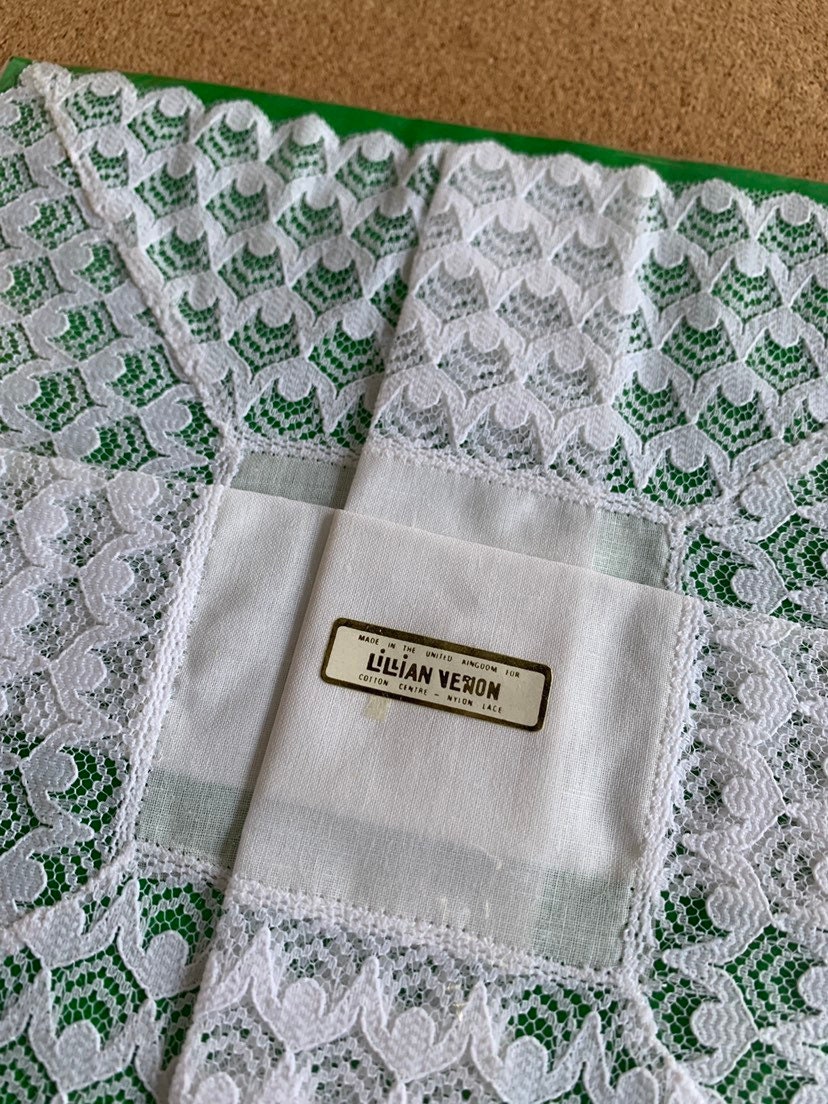 MADE IN THE UNITED KINGDOM FOR
LiLLiAN VERNON
COTTON CENTRE - NYLON LACE